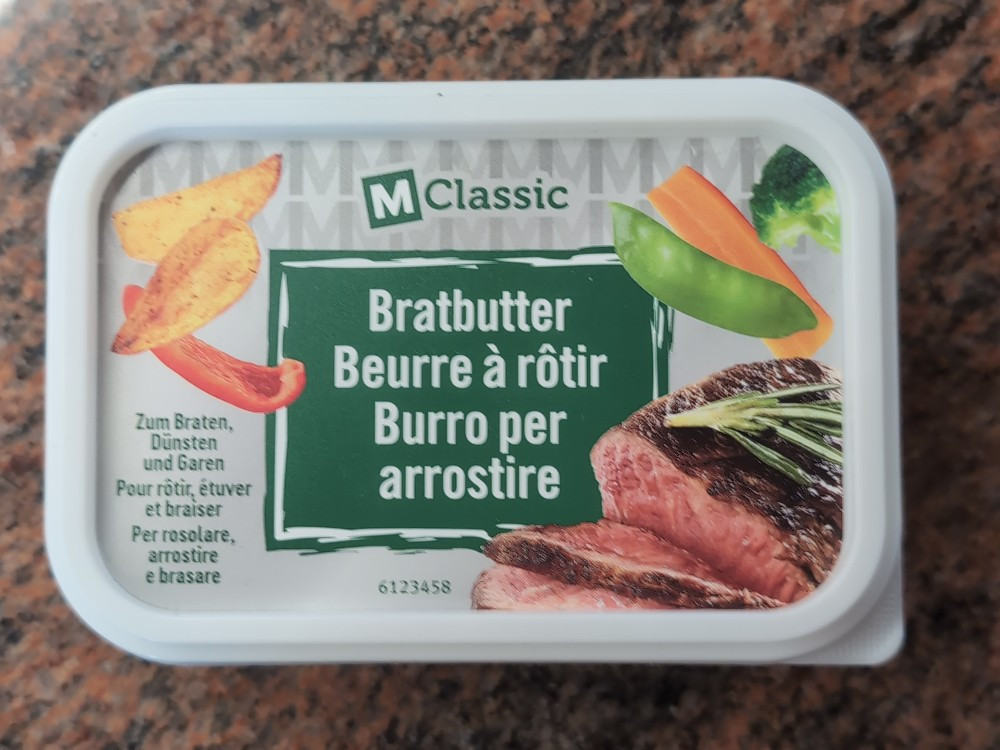 M Classic
Bratbutter
Beurre à rôtir
Burro per
arrostire
Zum Braten,
Dünsten
und Garen
Pour rôtir, étuver
et braiser
Per rosolare,
arrostire
e brasare
6123458